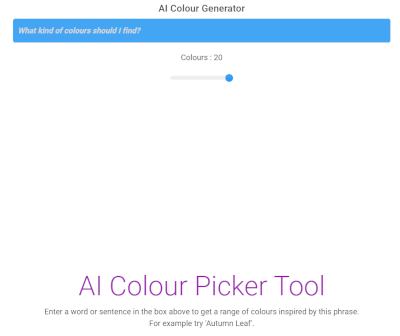 AI Colour Generator
What kind of colours should I find?
Colours : 20
AI Colour Picker Tool
Enter a word or sentence in the box above to get a range of colours inspired by this phrase.
For example try 'Autumn Leaf'.